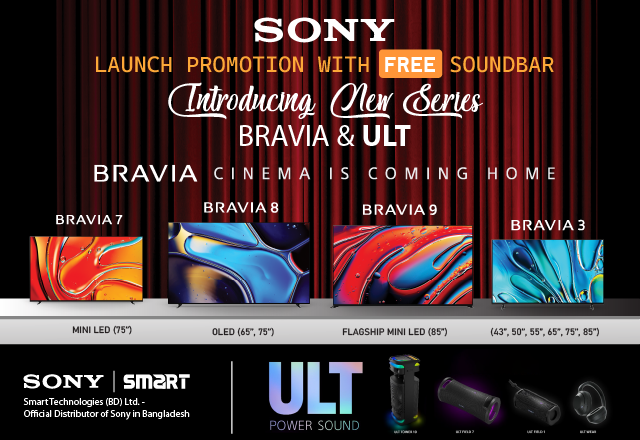 SONY
LAUNCH PROMOTION WITH FREE SOUNDBAR
Introducing New Series
BRAVIA & ULT
BRAVIA CINEMA IS COMING HOME
BRAVIA 7
BRAVIA 8
BRAVIA 9
BRAVIA 3
MINI LED (75")
OLED (65", 75")
FLAGSHIP MINI LED (85")
(43", 50", 55", 65", 75", 85")
SONY | SMART
Smart Technologies (BD) Ltd. -
Official Distributor of Sony in Bangladesh
ULT
POWER SOUND
ULT TOWER 10
ULT FIELD 7
ULT FIELD 1
ULT WEAR